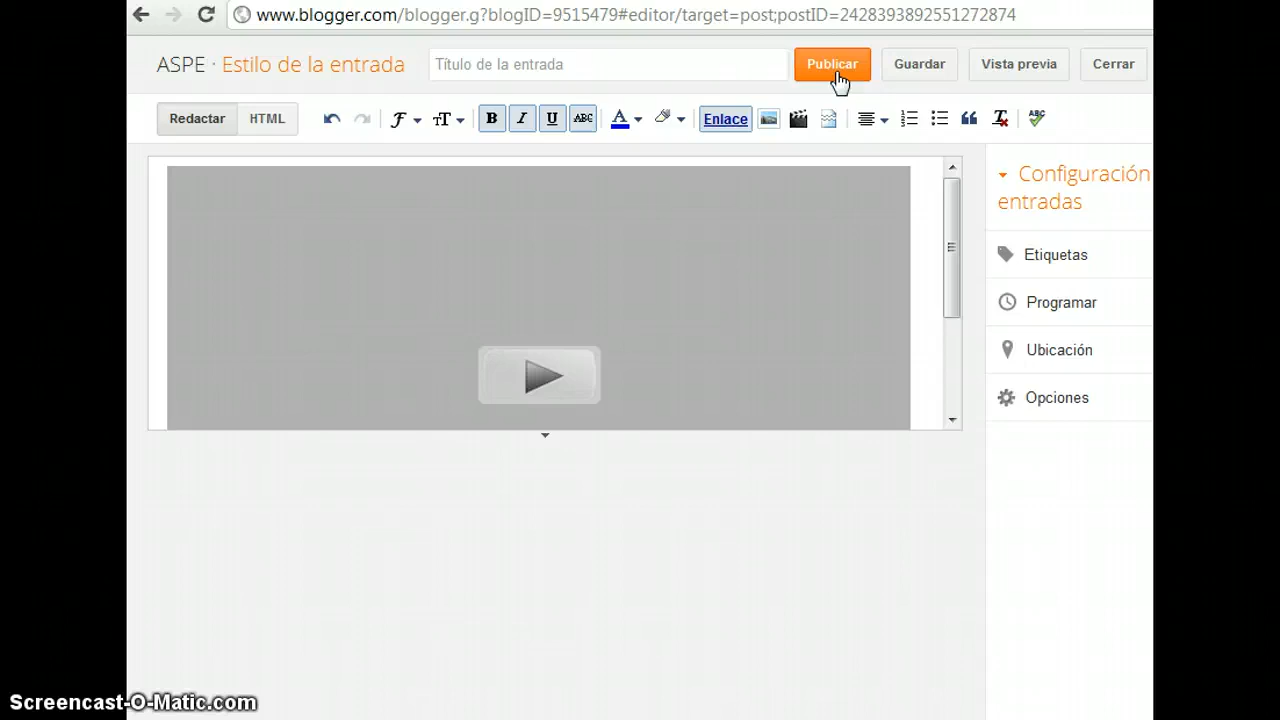 www.blogger.com/blogger.g?blogID=9515479#editor/target=post;postID=2428393892551272874
ASPE · Estilo de la entrada
Título de la entrada
Publicar
Guardar
Vista previa
Cerrar
Redactar
HTML
B I U ABC A Enlace ABC
Configuración
entradas
Etiquetas
Programar
Ubicación
Opciones
Screencast-O-Matic.com